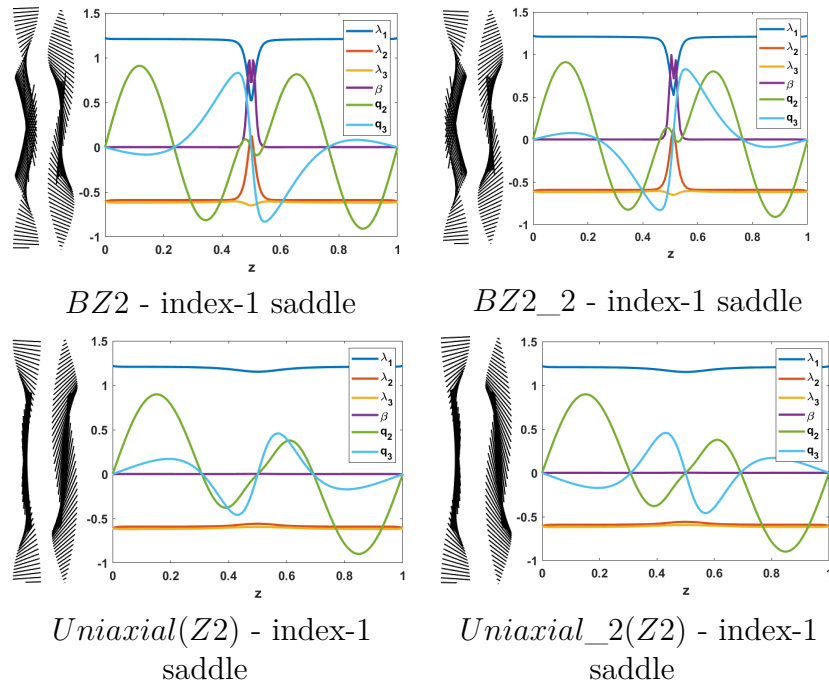 1.5
1
0.5
0
-0.5
-1
0
0.2
0.4
0.6
0.8
1
z
λ1
λ2
λ3
β
q2
q3
BZ2 - index-1 saddle
1.5
1
0.5
0
-0.5
-1
0
0.2
0.4
0.6
0.8
1
z
λ1
λ2
λ3
β
q2
q3
BZ2_2 - index-1 saddle
1.5
1
0.5
0
-0.5
-1
0
0.2
0.4
0.6
0.8
1
z
λ1
λ2
λ3
β
q2
q3
Uniaxial(Z2) - index-1
saddle
1.5
1
0.5
0
-0.5
-1
0
0.2
0.4
0.6
0.8
1
z
λ1
λ2
λ3
β
q2
q3
Uniaxial_2(Z2) - index-1
saddle